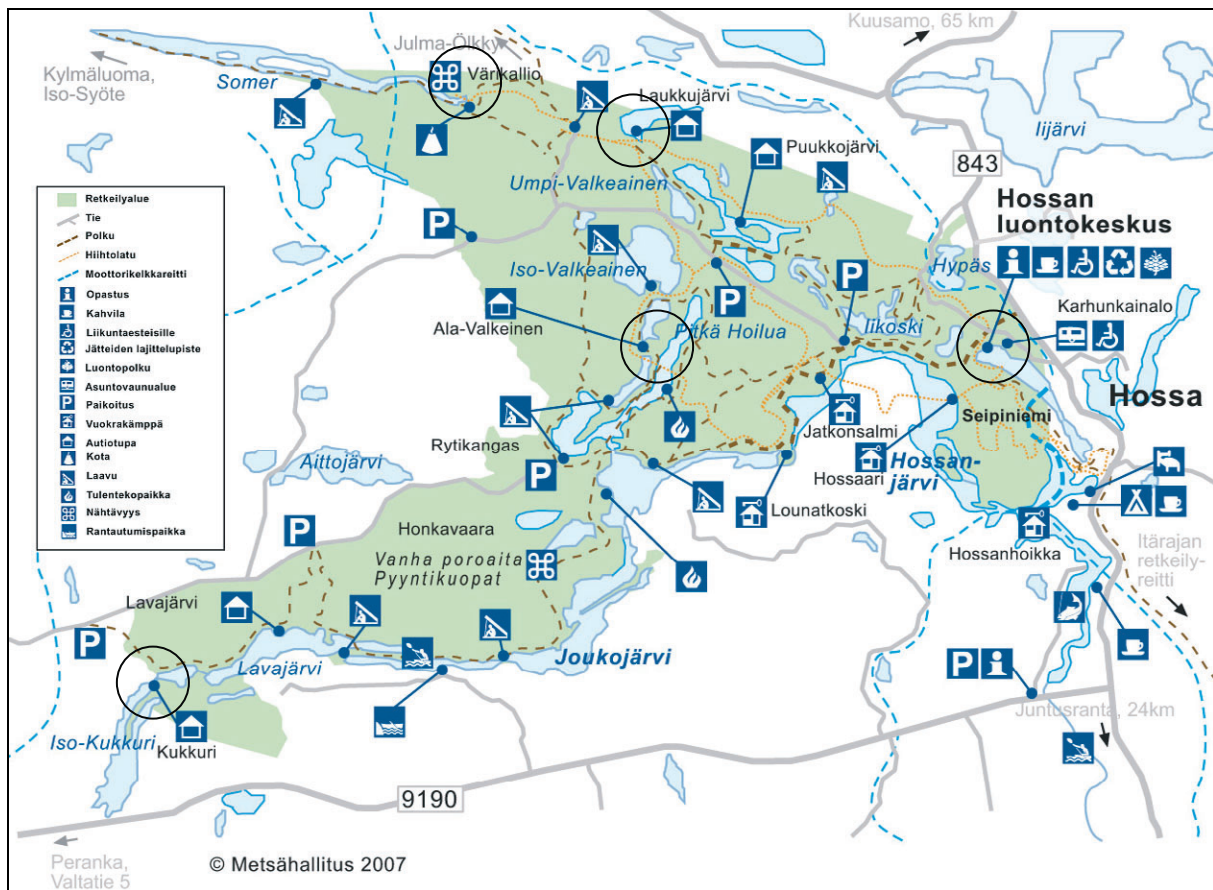 Kuusamo, 65 km
Julma-Ölkky
Kylmäluoma,
Iso-Syöte
Somer
Värikallio
Laukkujärvi
Iijärvi
Puukkojärvi
843
Umpi-Valkeainen
Hossan
luontokeskus
Retkeilyalue
Tie
Polku
Hiihtolatu
Moottorikelkkareitti
Opastus
Kahvila
Liikuntaesteisille
Jätteiden lajittelupiste
Luontopolku
Asuntovaunualue
Paikoitus
Vuokrakämppä
Autiotupa
Kota
Laavu
Tulentekopaikka
Nähtävyys
Rantautumispaikka
P
Iso-Valkeainen
Hypäs
i
P
P
Karhunkainalo
Ala-Valkeinen
Pitkä Hoilua
Iikoski
Hossa
Seipiniemi
Jatkonsalmi
Rytikangas
Hossaari
Hossan-
järvi
Aittojärvi
P
Lounatkoski
Honkavaara
P
Hossanhoikka
Vanha poroaita
Pyyntikuopat
Itärajan
retkeily-
reitti
Lavajärvi
P
Lavajärvi
Joukojärvi
P i
Juntusranta, 24km
Iso-Kukkuri
Kukkuri
9190
Peranka,
Valtatie 5
© Metsähallitus 2007